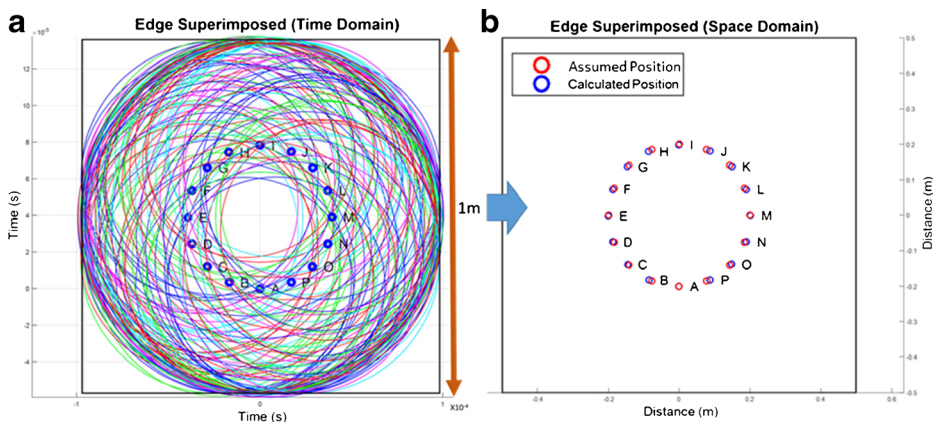 a
Edge Superimposed (Time Domain)
×10⁻⁵
12
10
8
6
4
2
0
-2
-4
Time (s)
I
H
J
G
K
F
L
E
M
D
N
C
O
B
A
P
-1
0
1
X10⁻⁴
Time (s)
1m
b
Edge Superimposed (Space Domain)
Assumed Position
Calculated Position
I
H
J
G
K
F
L
E
M
D
N
C
O
B
A
P
0.5
0.4
0.3
0.2
0.1
0
-0.1
-0.2
-0.3
-0.4
-0.5
Distance (m)
-0.4
-0.2
0
0.2
0.4
0.6
Distance (m)